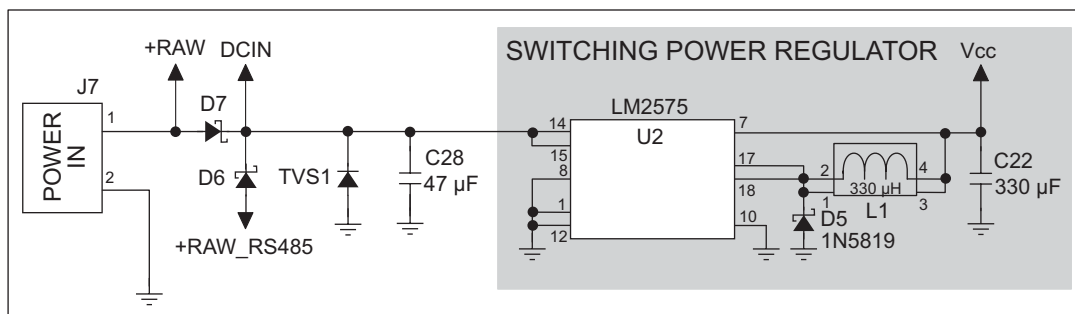 +RAW
DCIN
SWITCHING POWER REGULATOR
Vcc
J7
POWER
IN
1
2
D7
D6
+RAW_RS485
TVS1
C28
47 µF
LM2575
U2
14
15
8
1
12
7
17
18
10
2
4
330 µH
1
3
L1
D5
1N5819
C22
330 µF